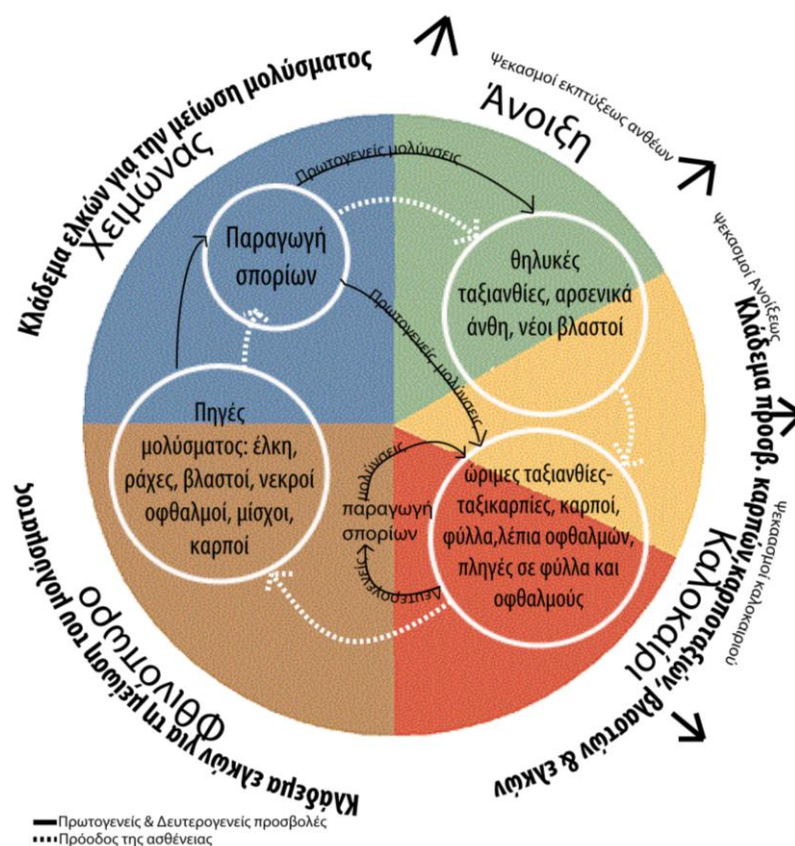 Κλάδεμα ελκών για την μείωση μολύσματος
Χειμώνας
Ψεκασμοί εκπτύξεως ανθέων
Άνοιξη
Πρωτογενείς μολύνσεις
Παραγωγή
σπορίων
θηλυκές
ταξιανθίες, αρσενικά
άνθη, νέοι βλαστοί
Ψεκασμοί Ανοίξεως
Πρωτογενείς μολύνσεις
Κλάδεμα προσβ. καρπών, καρποταξιών, βλαστών & ελκών
Πηγές
μολύσματος: έλκη,
ράχες, βλαστοί, νεκροί
οφθαλμοί, μίσχοι,
καρποί
Δευτερογενείς μολύνσεις
παραγωγή
σπορίων
ώριμες ταξιανθίες-
ταξικαρπίες, καρποί,
φύλλα,λέπια οφθαλμών,
πληγές σε φύλλα και
οφθαλμούς
ψεκασμοί καλοκαιριού
Καλοκαίρι
Φθινοπωρο
Κλάδεμα ελκών για τη μείωση του μολύσματος
Πρωτογενείς & Δευτερογενείς προσβολές
Πρόοδος της ασθένειας